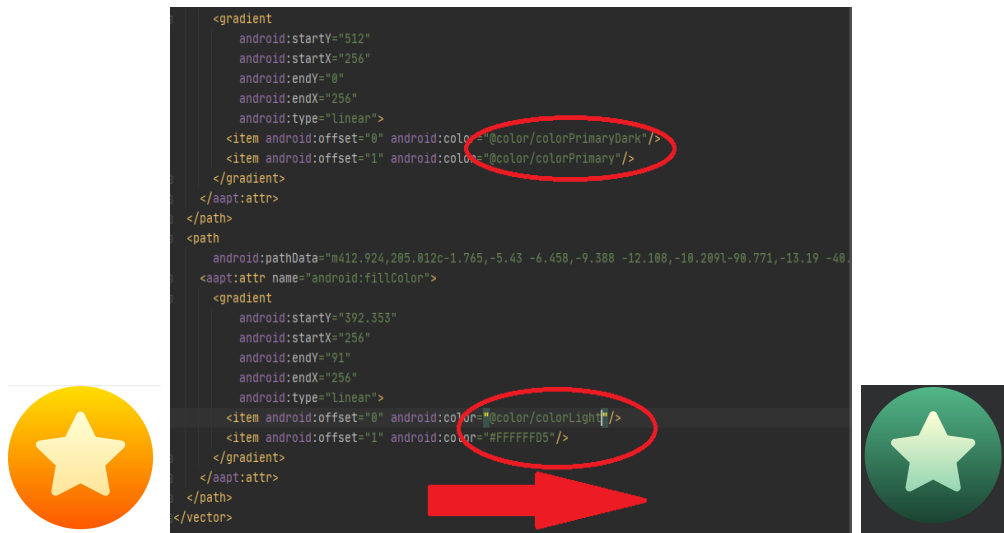 <gradient
android:startY="512"
android:startX="256"
android:endY="0"
android:endX="256"
android:type="linear">
<item android:offset="0" android:color="@color/colorPrimaryDark"/>
<item android:offset="1" android:color="@color/colorPrimary"/>
</gradient>
</aapt:attr>
</path>
<path
android:pathData="m412.924,205.012c-1.765,-5.43 -6.458,-9.388 -12.108,-10.209l-90.771,-13.19 -40.
<aapt:attr name="android:fillColor">
<gradient
android:startY="392.353"
android:startX="256"
android:endY="91"
android:endX="256"
android:type="linear">
<item android:offset="0" android:color="@color/colorLight"/>
<item android:offset="1" android:color="#FFFFFFD5"/>
</gradient>
</aapt:attr>
</path>
</vector>